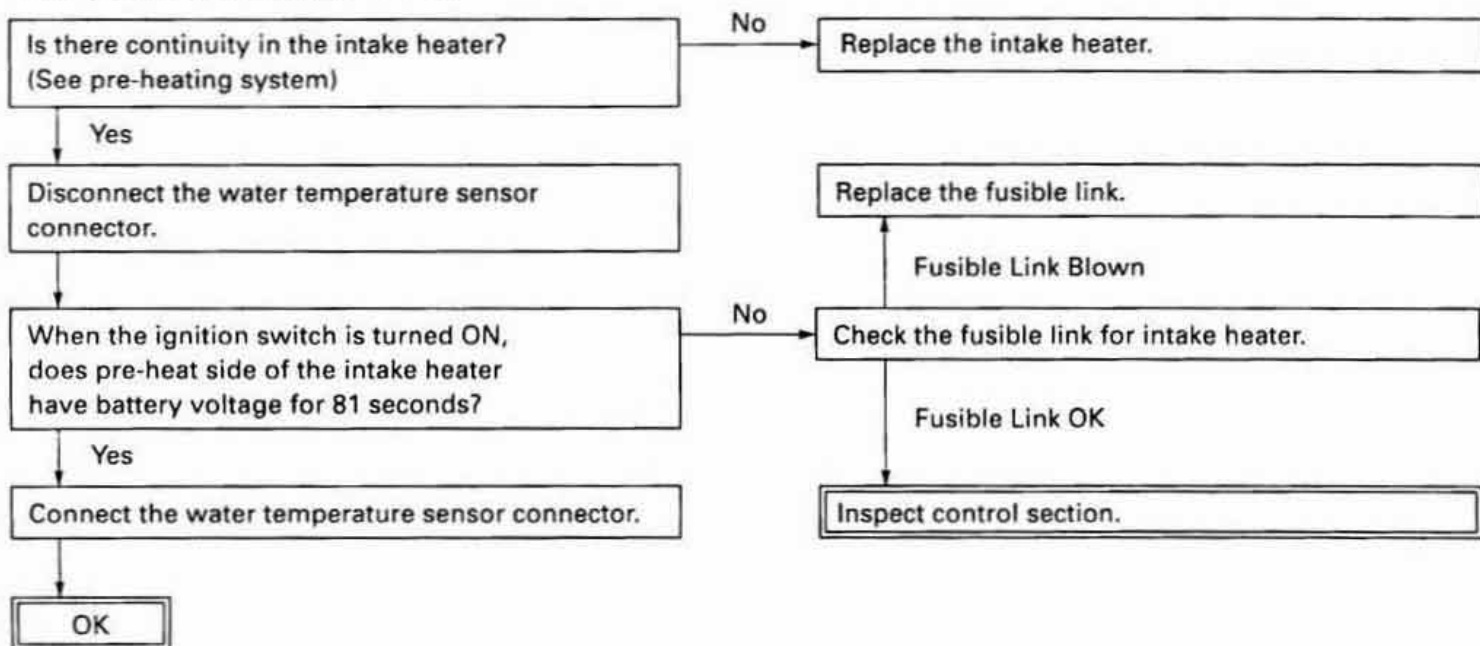 Is there continuity in the intake heater?
(See pre-heating system)
No
Replace the intake heater.
Yes
Disconnect the water temperature sensor
connector.
Replace the fusible link.
Fusible Link Blown
When the ignition switch is turned ON,
does pre-heat side of the intake heater
have battery voltage for 81 seconds?
No
Check the fusible link for intake heater.
Fusible Link OK
Yes
Connect the water temperature sensor connector.
Inspect control section.
OK